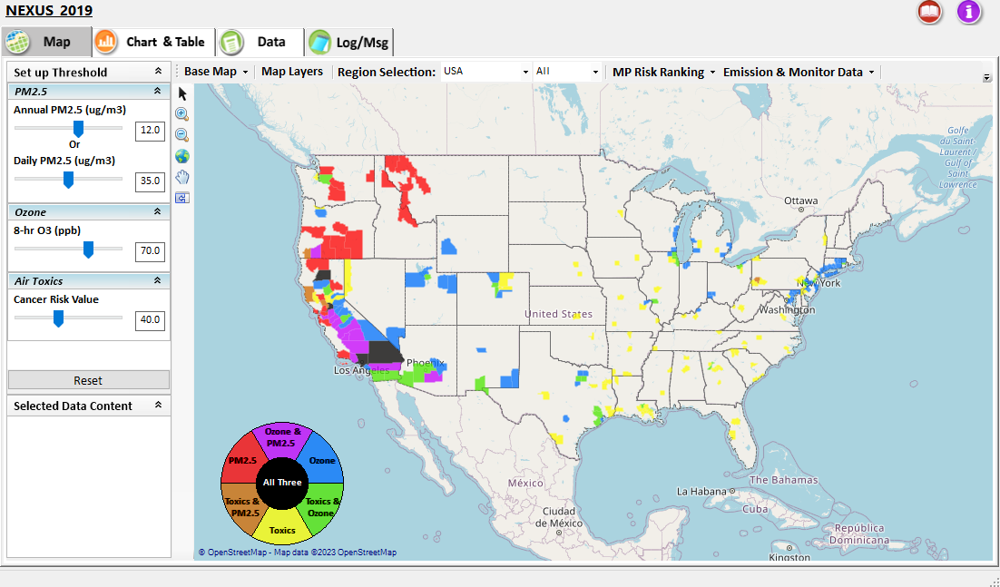 NEXUS 2019
Map
Chart & Table
Data
Log/Msg
Set up Threshold
PM2.5
Annual PM2.5 (ug/m3)
12.0
Or
Daily PM2.5 (ug/m3)
35.0
Ozone
8-hr O3 (ppb)
70.0
Air Toxics
Cancer Risk Value
40.0
Reset
Selected Data Content
Base Map
Map Layers
Region Selection:
USA
All
MP Risk Ranking
Emission & Monitor Data
Golfe
du Saint-
Laurent /
Gulf of
Saint
Lawrence
Ottawa
New York
Washington
United States
Phoenix
Los Angeles
México
Ciudad
de México
La Habana
The Bahamas
Cuba
República
Dominicana
Kingston
Ozone &
PM2.5
PM2.5
Ozone
All Three
Toxics &
PM2.5
Toxics &
Ozone
Toxics
© OpenStreetMap - Map data ©2023 OpenStreetMap